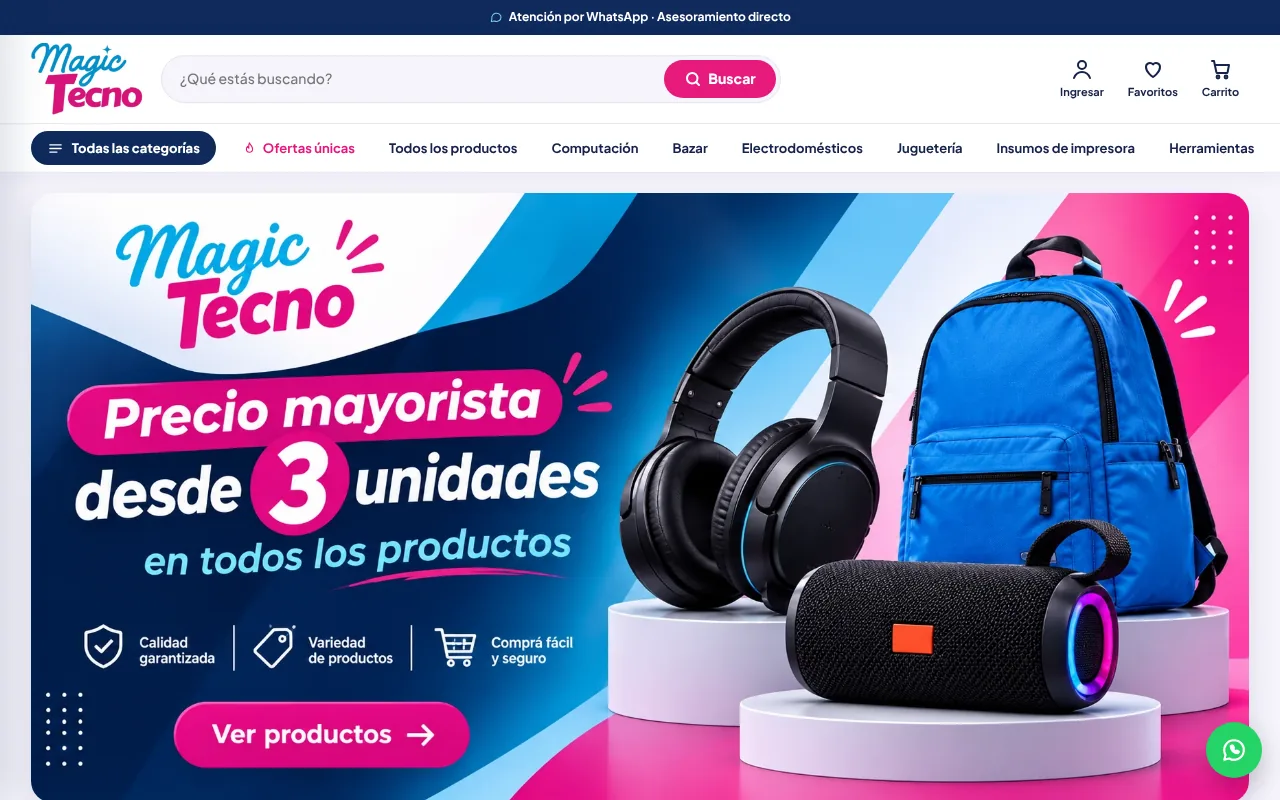 Atención por WhatsApp · Asesoramiento directo
Magic
Tecno
¿Qué estás buscando?
Buscar
Ingresar
Favoritos
Carrito
Todas las categorías
Ofertas únicas
Todos los productos
Computación
Bazar
Electrodomésticos
Juguetería
Insumos de impresora
Herramientas
Magic
Tecno
Precio mayorista
desde 3 unidades
en todos los productos
Calidad
garantizada
Variedad
de productos
Comprá fácil
y seguro
Ver productos